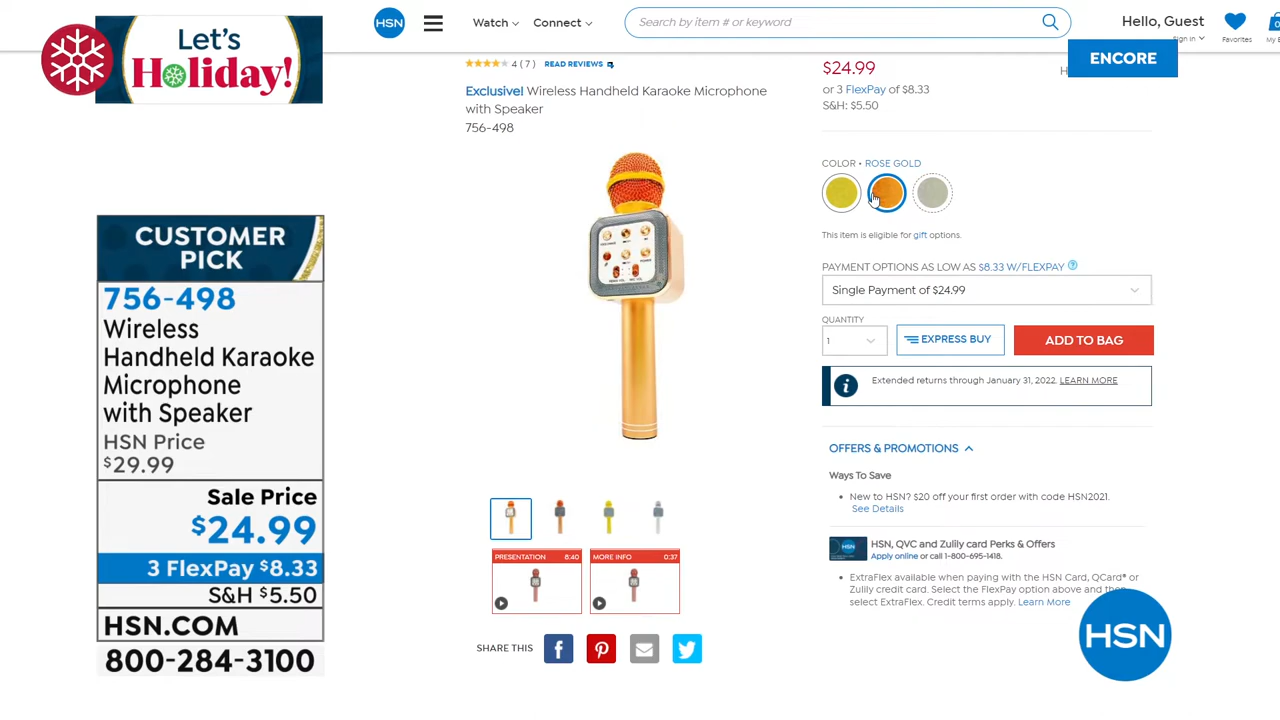 Let's
Holiday!
HSN
Watch
Connect
Search by item # or keyword
Hello, Guest
Sign In
Favorites
0
My B
ENCORE
4 ( 7 )
READ REVIEWS
Exclusive! Wireless Handheld Karaoke Microphone
with Speaker
756-498
$24.99
H
or 3 FlexPay of $8.33
S&H: $5.50
COLOR • ROSE GOLD
This item is eligible for gift options.
PAYMENT OPTIONS AS LOW AS $8.33 W/FLEXPAY ?
Single Payment of $24.99
QUANTITY
1
EXPRESS BUY
ADD TO BAG
i
Extended returns through January 31, 2022. LEARN MORE
OFFERS & PROMOTIONS
Ways To Save
• New to HSN? $20 off your first order with code HSN2021.
See Details
HSN, QVC and Zulily card Perks & Offers
Apply online or call 1-800-695-1418.
• ExtraFlex available when paying with the HSN Card, QCard® or
Zulily credit card. Select the FlexPay option above and then
select ExtraFlex. Credit terms apply. Learn More
PRESENTATION 8:40
MORE INFO 0:37
SHARE THIS
CUSTOMER
PICK
756-498
Wireless
Handheld Karaoke
Microphone
with Speaker
HSN Price
$29.99
Sale Price
$24.99
3 FlexPay $8.33
S&H $5.50
HSN.COM
800-284-3100
HSN